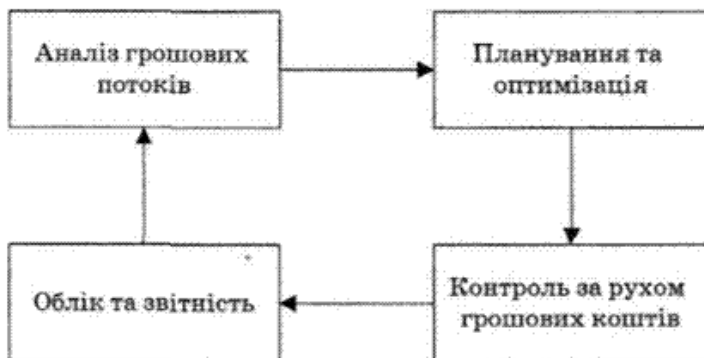 Аналіз грошових
потоків
Планування та
оптимізація
Облік та звітність
Контроль за рухом
грошових коштів